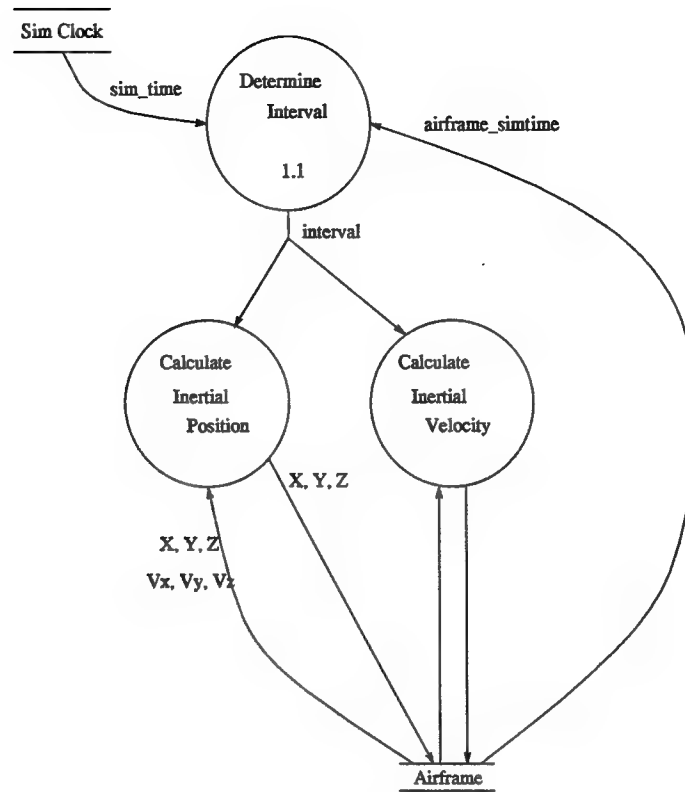 Sim Clock
sim_time
Determine
Interval
1.1
airframe_simtime
interval
Calculate
Inertial
Position
Calculate
Inertial
Velocity
X, Y, Z
X, Y, Z
Vx, Vy, Vz
Airframe